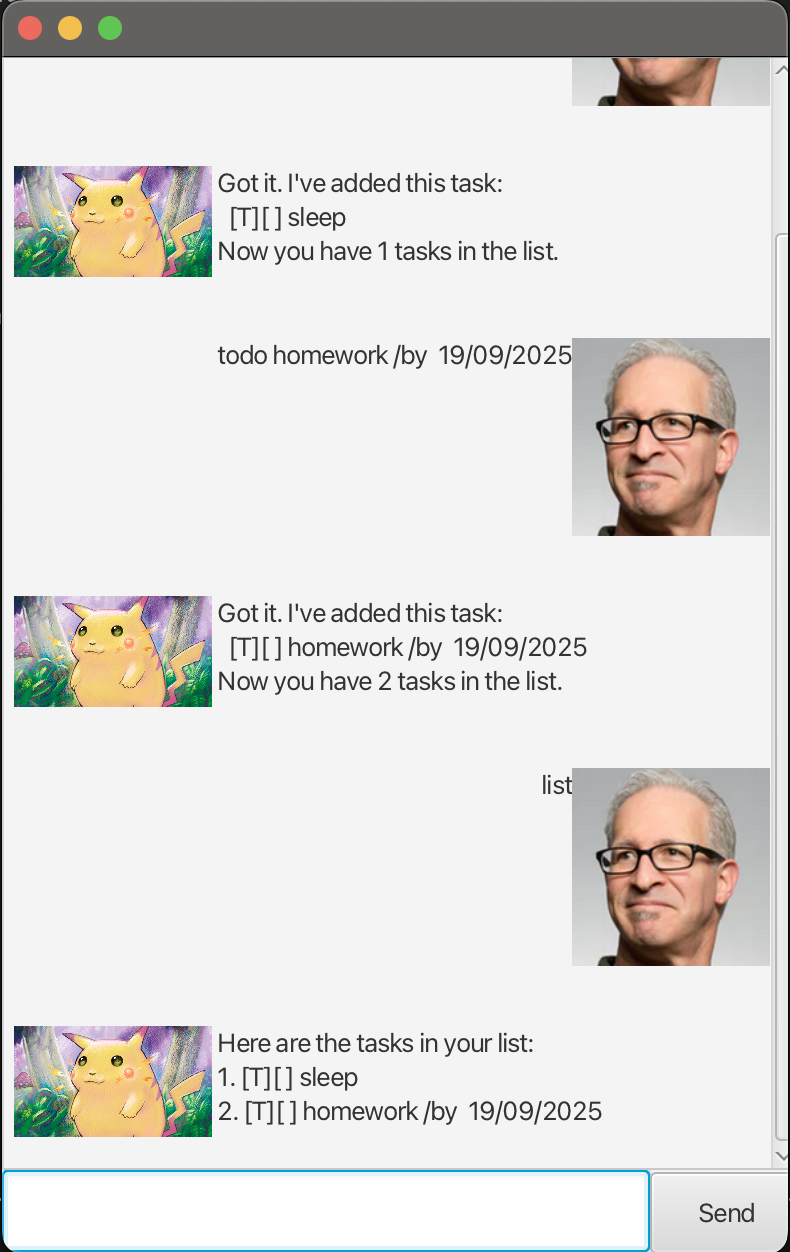 Got it. I've added this task:
[T][ ] sleep
Now you have 1 tasks in the list.
todo homework /by  19/09/2025
Got it. I've added this task:
[T][ ] homework /by  19/09/2025
Now you have 2 tasks in the list.
list
Here are the tasks in your list:
1. [T][ ] sleep
2. [T][ ] homework /by  19/09/2025
Send